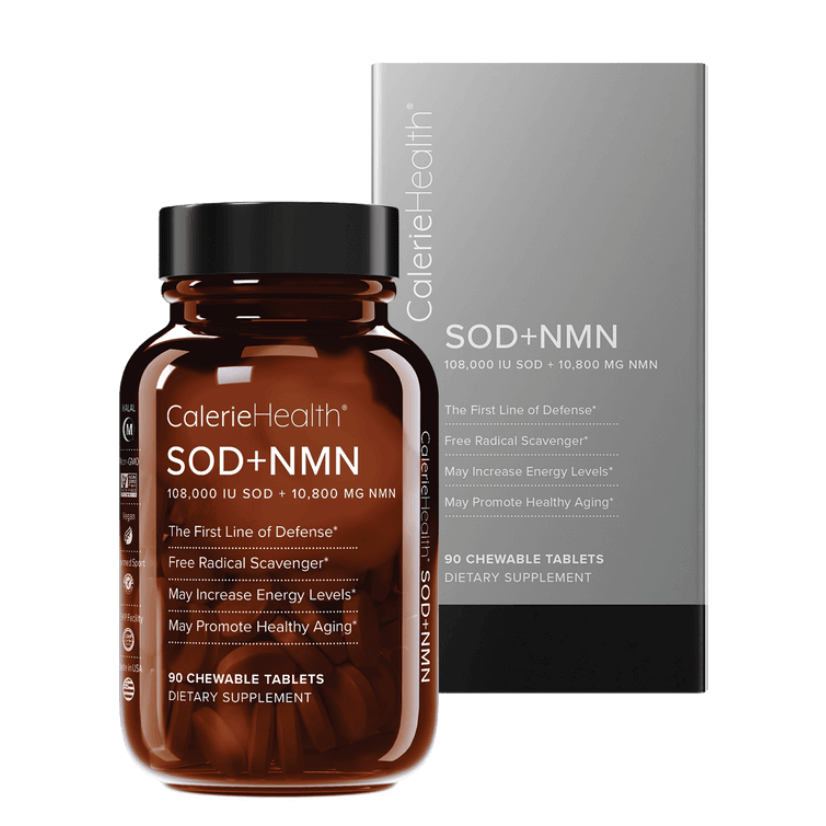 CalerieHealth®
SOD+NMN
108,000 IU SOD + 10,800 MG NMN
The First Line of Defense*
Free Radical Scavenger*
May Increase Energy Levels*
May Promote Healthy Aging*
90 CHEWABLE TABLETS
DIETARY SUPPLEMENT
HALAL
M
Vegan
CalerieHealth® SOD+NMN
CalerieHealth®
SOD+NMN
108,000 IU SOD + 10,800 MG NMN
The First Line of Defense*
Free Radical Scavenger*
May Increase Energy Levels*
May Promote Healthy Aging*
90 CHEWABLE TABLETS
DIETARY SUPPLEMENT